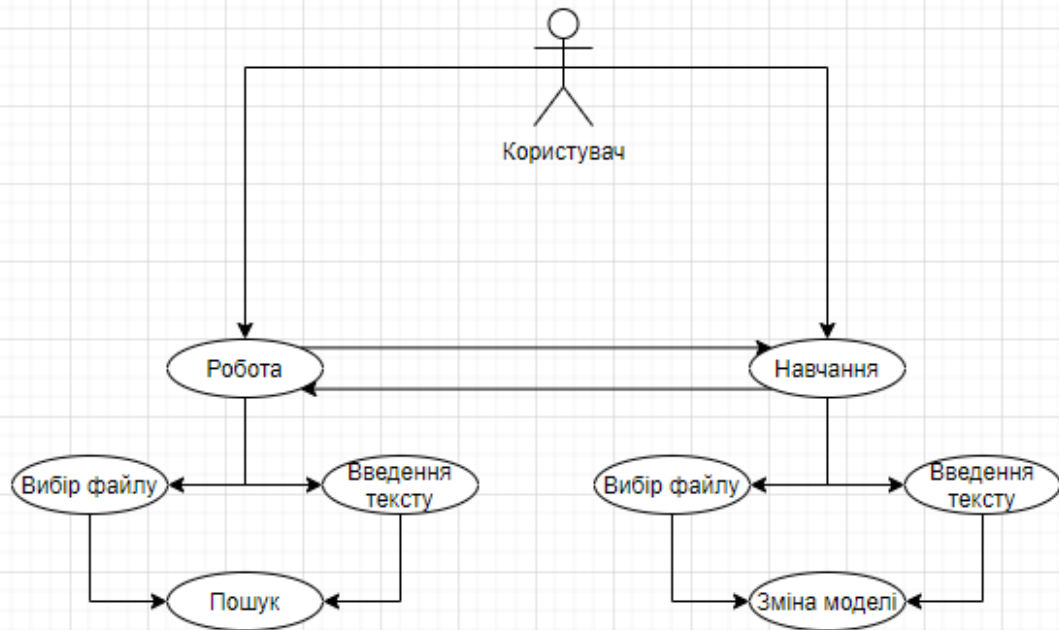 Користувач
Робота
Навчання
Вибір файлу
Введення
тексту
Вибір файлу
Введення
тексту
Пошук
Зміна моделі